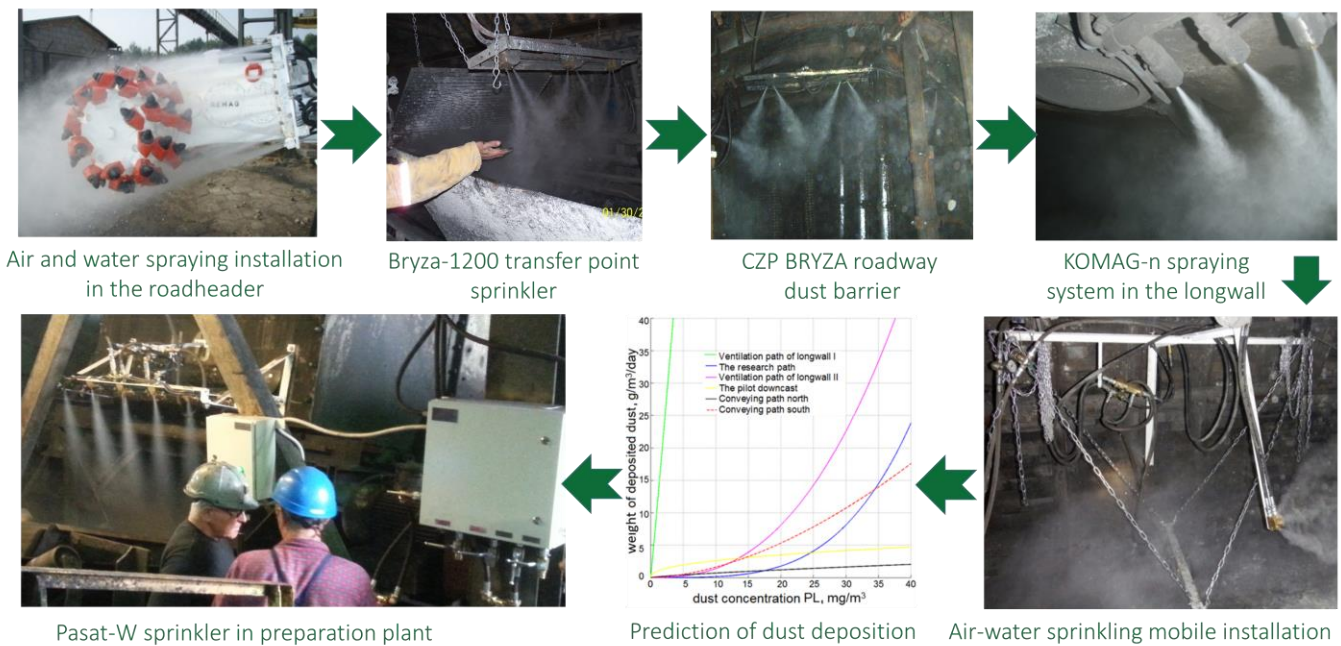 REMAG
01/30/2
Air and water spraying installation
in the roadheader
Bryza-1200 transfer point
sprinkler
CZP BRYZA roadway
dust barrier
KOMAG-n spraying
system in the longwall
weight of deposited dust, g/m³/day
40
35
30
25
20
15
10
5
0
Ventilation path of longwall I
The research path
Ventilation path of longwall II
The pilot downcast
Conveying path north
Conveying path south
0 5 10 15 20 25 30 35 40
dust concentration PL, mg/m³
Pasat-W sprinkler in preparation plant
Prediction of dust deposition
Air-water sprinkling mobile installation